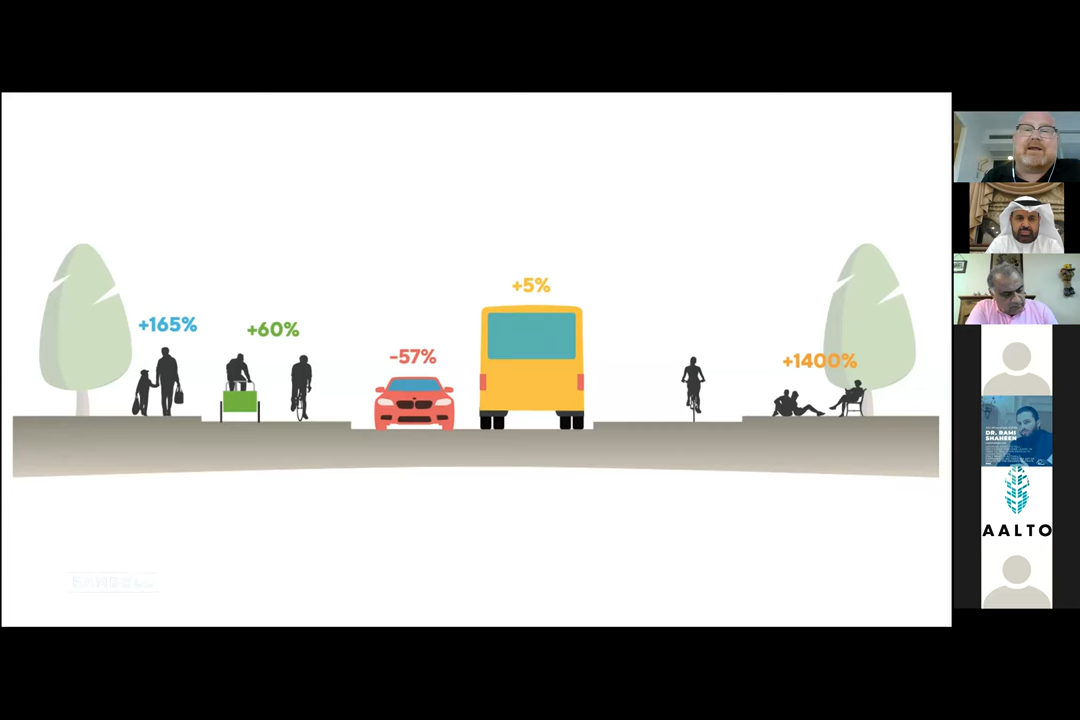 +5%
+165%
+60%
-57%
+1400%
DR. RAMI
SHAHEEN
AALTO